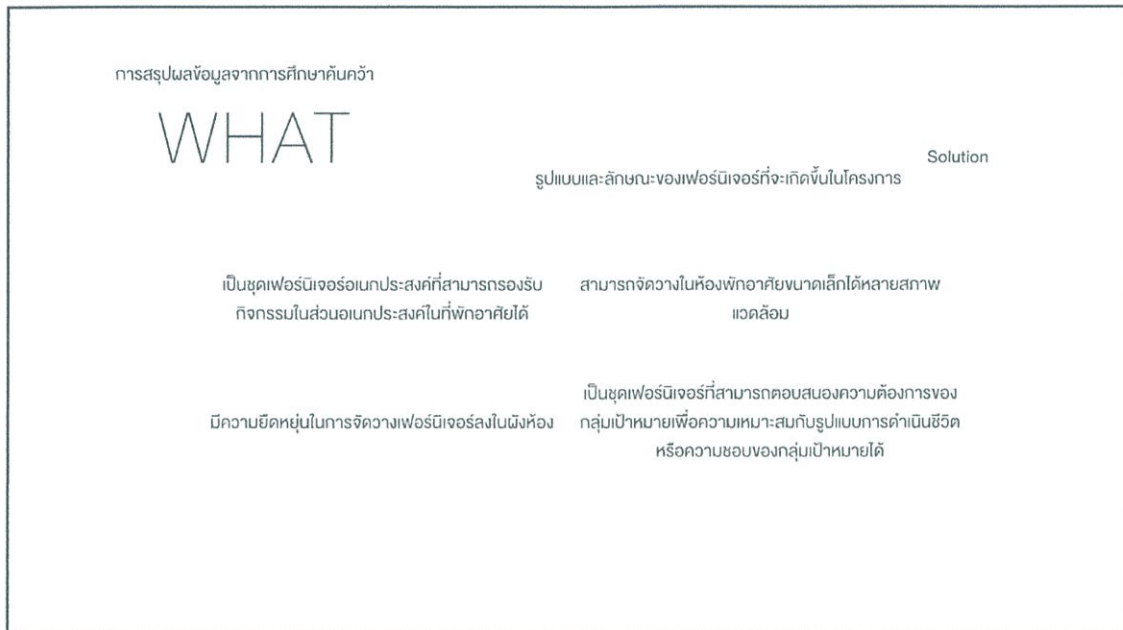 การสรุปผลข้อมูลจากการศึกษาค้นคว้า
WHAT
Solution
รูปแบบและลักษณะของเฟอร์นิเจอร์ที่จะเกิดขึ้นในโครงการ
เป็นชุดเฟอร์นิเจอร์อเนกประสงค์ที่สามารถรองรับ
กิจกรรมในส่วนอเนกประสงค์ในที่พักอาศัยได้
สามารถจัดวางในห้องพักอาศัยขนาดเล็กได้หลายสภาพ
แวดล้อม
มีความยืดหยุ่นในการจัดวางเฟอร์นิเจอร์ลงในผังห้อง
เป็นชุดเฟอร์นิเจอร์ที่สามารถตอบสนองความต้องการของ
กลุ่มเป้าหมายเพื่อความเหมาะสมกับรูปแบบการดำเนินชีวิต
หรือความชอบของกลุ่มเป้าหมายได้